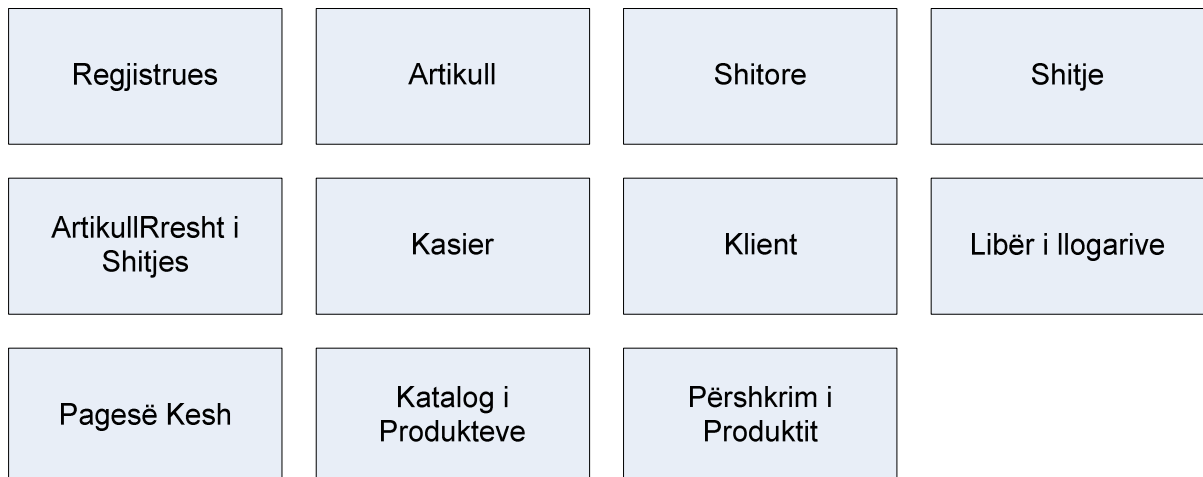 Regjistrues
Artikull
Shitore
Shitje
ArtikullRresht i
Shitjes
Kasier
Klient
Libër i llogarive
Pagesë Kesh
Katalog i
Produkteve
Përshkrim i
Produktit